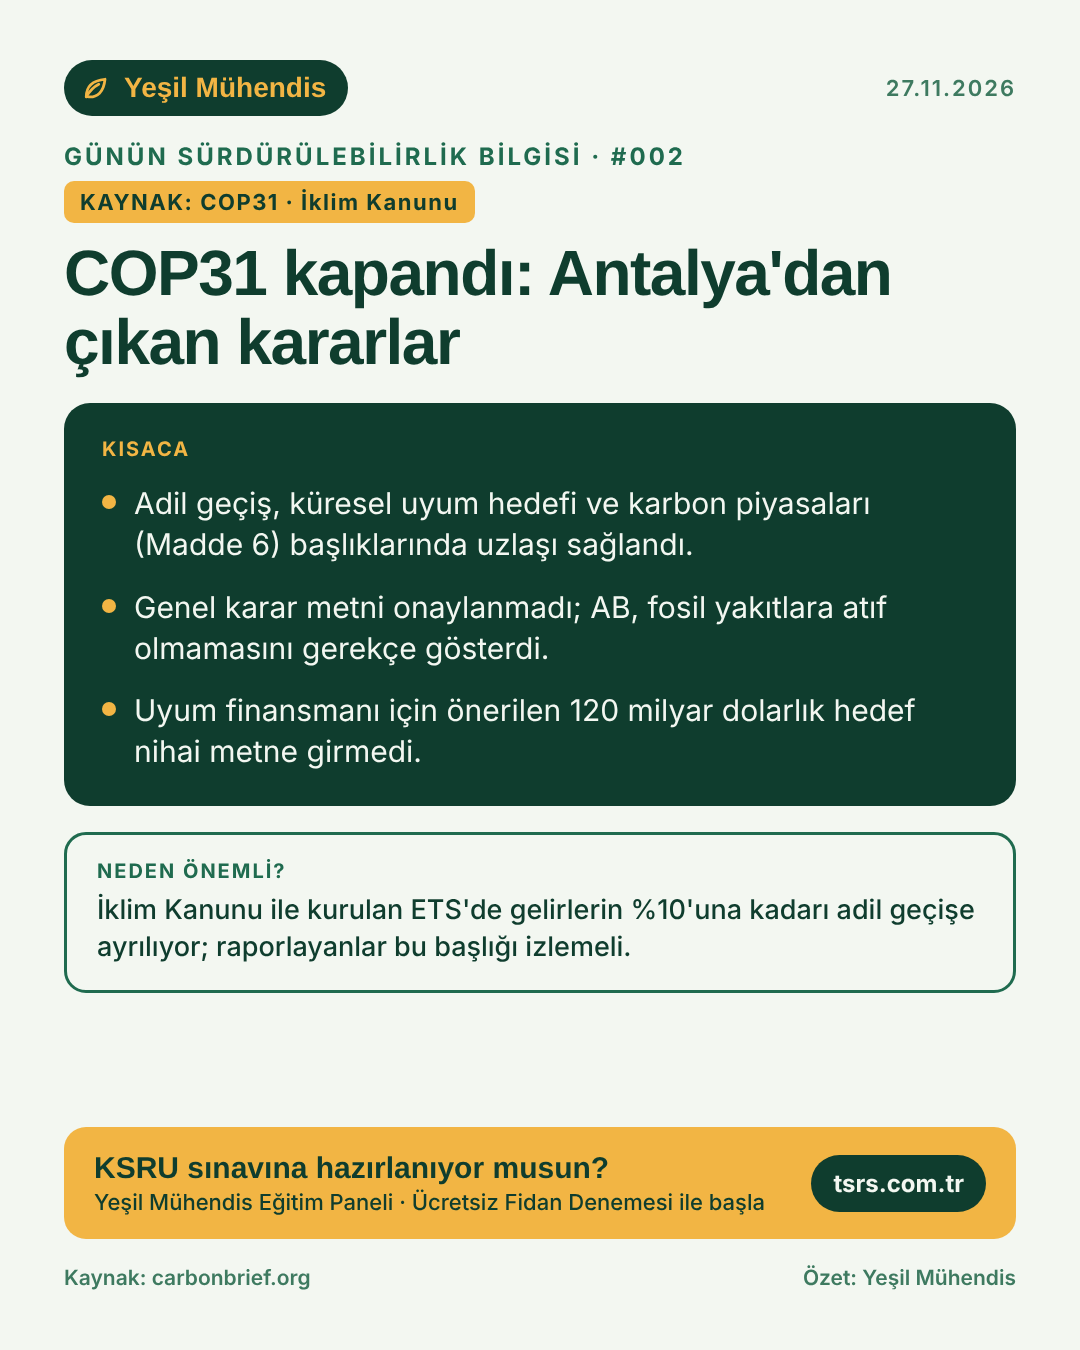 Yeşil Mühendis
27.11.2026
GÜNÜN SÜRDÜRÜLEBİLİRLİK BİLGİSİ · #002
KAYNAK: COP31 · İklim Kanunu
COP31 kapandı: Antalya'dan
çıkan kararlar
KISACA
Adil geçiş, küresel uyum hedefi ve karbon piyasaları
(Madde 6) başlıklarında uzlaşı sağlandı.
Genel karar metni onaylanmadı; AB, fosil yakıtlara atıf
olmamasını gerekçe gösterdi.
Uyum finansmanı için önerilen 120 milyar dolarlık hedef
nihai metne girmedi.
NEDEN ÖNEMLİ?
İklim Kanunu ile kurulan ETS'de gelirlerin %10'una kadarı adil geçişe
ayrılıyor; raporlayanlar bu başlığı izlemeli.
KSRU sınavına hazırlanıyor musun?
Yeşil Mühendis Eğitim Paneli · Ücretsiz Fidan Denemesi ile başla
tsrs.com.tr
Kaynak: carbonbrief.org
Özet: Yeşil Mühendis